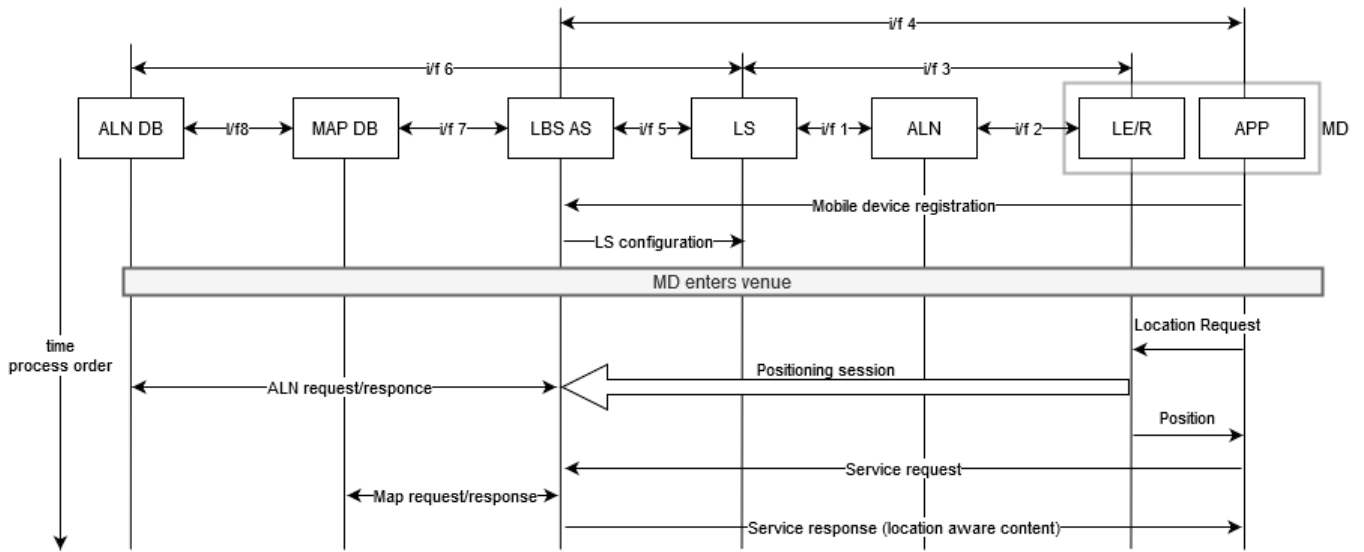 i/f 4
i/f 6
i/f 3
ALN DB
I/f8
MAP DB
i/f 7
LBS AS
i/f 5
LS
i/f 1
ALN
i/f 2
LE/R
APP
MD
Mobile device registration
LS configuration
MD enters venue
Location Request
time
process order
Positioning session
ALN request/responce
Position
Service request
Map request/response
Service response (location aware content)